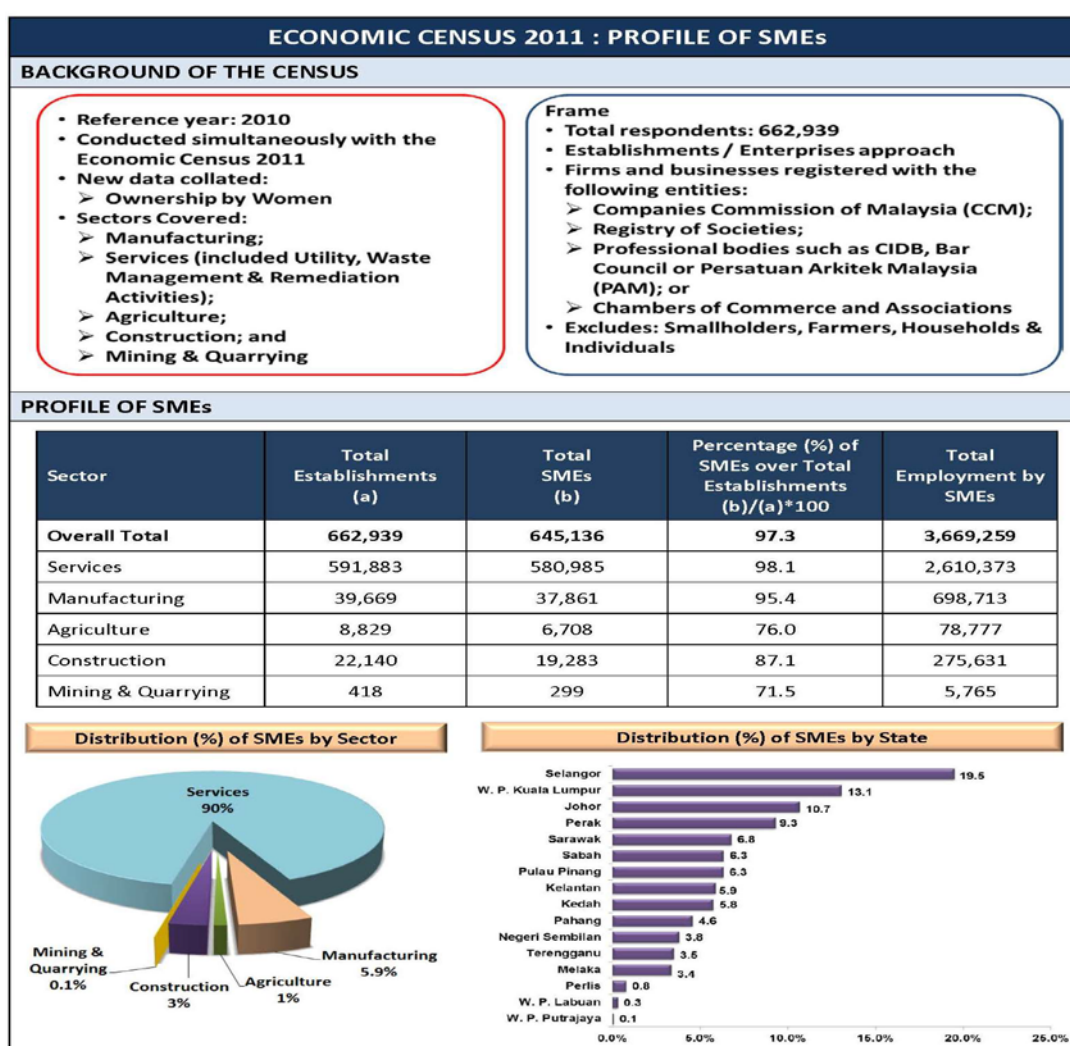 ECONOMIC CENSUS 2011 : PROFILE OF SMEs
BACKGROUND OF THE CENSUS
• Reference year: 2010
• Conducted simultaneously with the
Economic Census 2011
• New data collated:
➢ Ownership by Women
• Sectors Covered:
➢ Manufacturing;
➢ Services (included Utility, Waste
Management & Remediation
Activities);
➢ Agriculture;
➢ Construction; and
➢ Mining & Quarrying
Frame
• Total respondents: 662,939
• Establishments / Enterprises approach
• Firms and businesses registered with the
following entities:
➢ Companies Commission of Malaysia (CCM);
➢ Registry of Societies;
➢ Professional bodies such as CIDB, Bar
Council or Persatuan Arkitek Malaysia
(PAM); or
➢ Chambers of Commerce and Associations
• Excludes: Smallholders, Farmers, Households &
Individuals
PROFILE OF SMEs
Sector
Total
Establishments
(a)
Total
SMEs
(b)
Percentage (%) of
SMEs over Total
Establishments
(b)/(a)*100
Total
Employment by
SMEs
Overall Total 662,939 645,136 97.3 3,669,259
Services 591,883 580,985 98.1 2,610,373
Manufacturing 39,669 37,861 95.4 698,713
Agriculture 8,829 6,708 76.0 78,777
Construction 22,140 19,283 87.1 275,631
Mining & Quarrying 418 299 71.5 5,765
Distribution (%) of SMEs by Sector
Services
90%
Mining &
Quarrying
0.1%
Construction
3%
Agriculture
1%
Manufacturing
5.9%
Distribution (%) of SMEs by State
Selangor 19.5
W. P. Kuala Lumpur 13.1
Johor 10.7
Perak 9.3
Sarawak 6.8
Sabah 6.3
Pulau Pinang 6.3
Kelantan 5.9
Kedah 5.8
Pahang 4.6
Negeri Sembilan 3.8
Terengganu 3.5
Melaka 3.4
Perlis 0.8
W. P. Labuan 0.3
W. P. Putrajaya 0.1
0.0% 5.0% 10.0% 15.0% 20.0% 25.0%